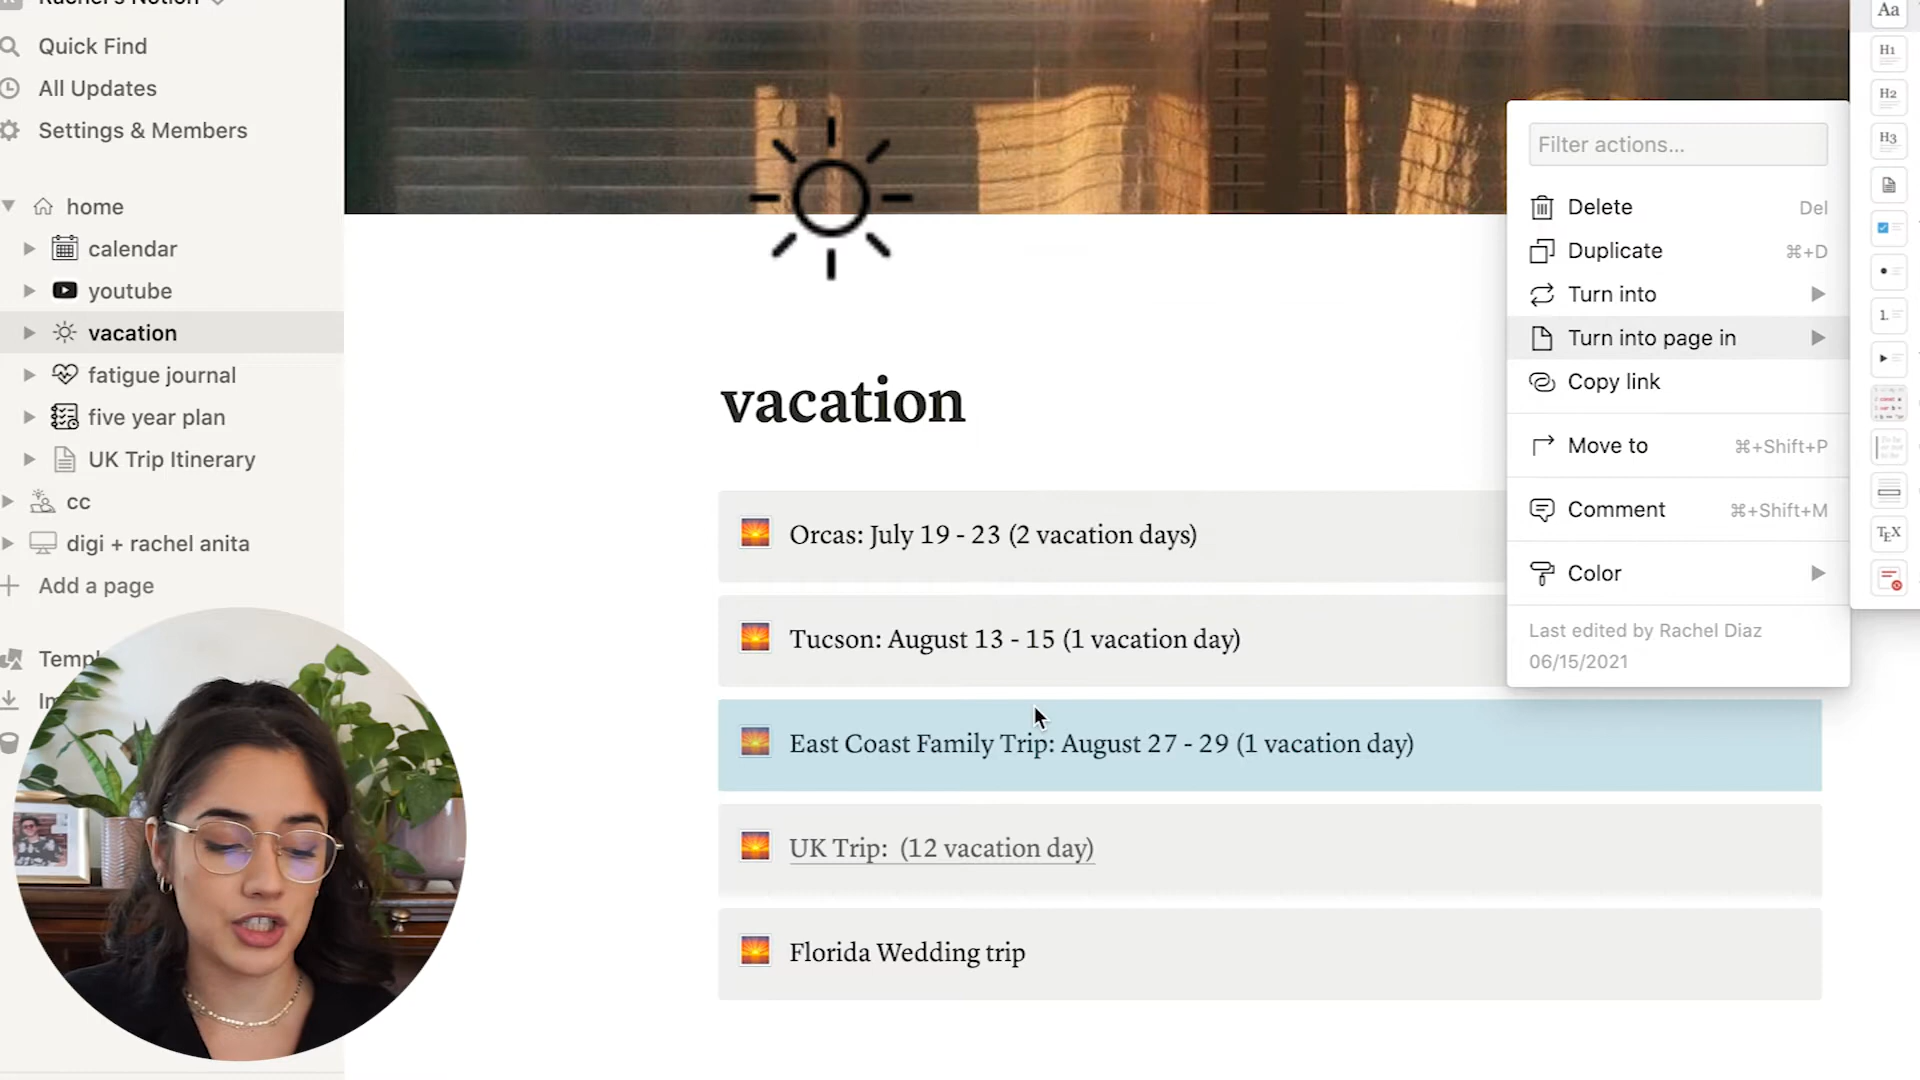 Rachel's Notion
Quick Find
All Updates
Settings & Members
home
calendar
youtube
vacation
fatigue journal
five year plan
UK Trip Itinerary
cc
digi + rachel anita
Add a page
vacation
Orcas: July 19 - 23 (2 vacation days)
Tucson: August 13 - 15 (1 vacation day)
East Coast Family Trip: August 27 - 29 (1 vacation day)
UK Trip:  (12 vacation day)
Florida Wedding trip
Filter actions...
Delete Del
Duplicate ⌘+D
Turn into
Turn into page in
Copy link
Move to ⌘+Shift+P
Comment ⌘+Shift+M
Color
Last edited by Rachel Diaz
06/15/2021
Aa
H1
H2
H3
1.
TEX